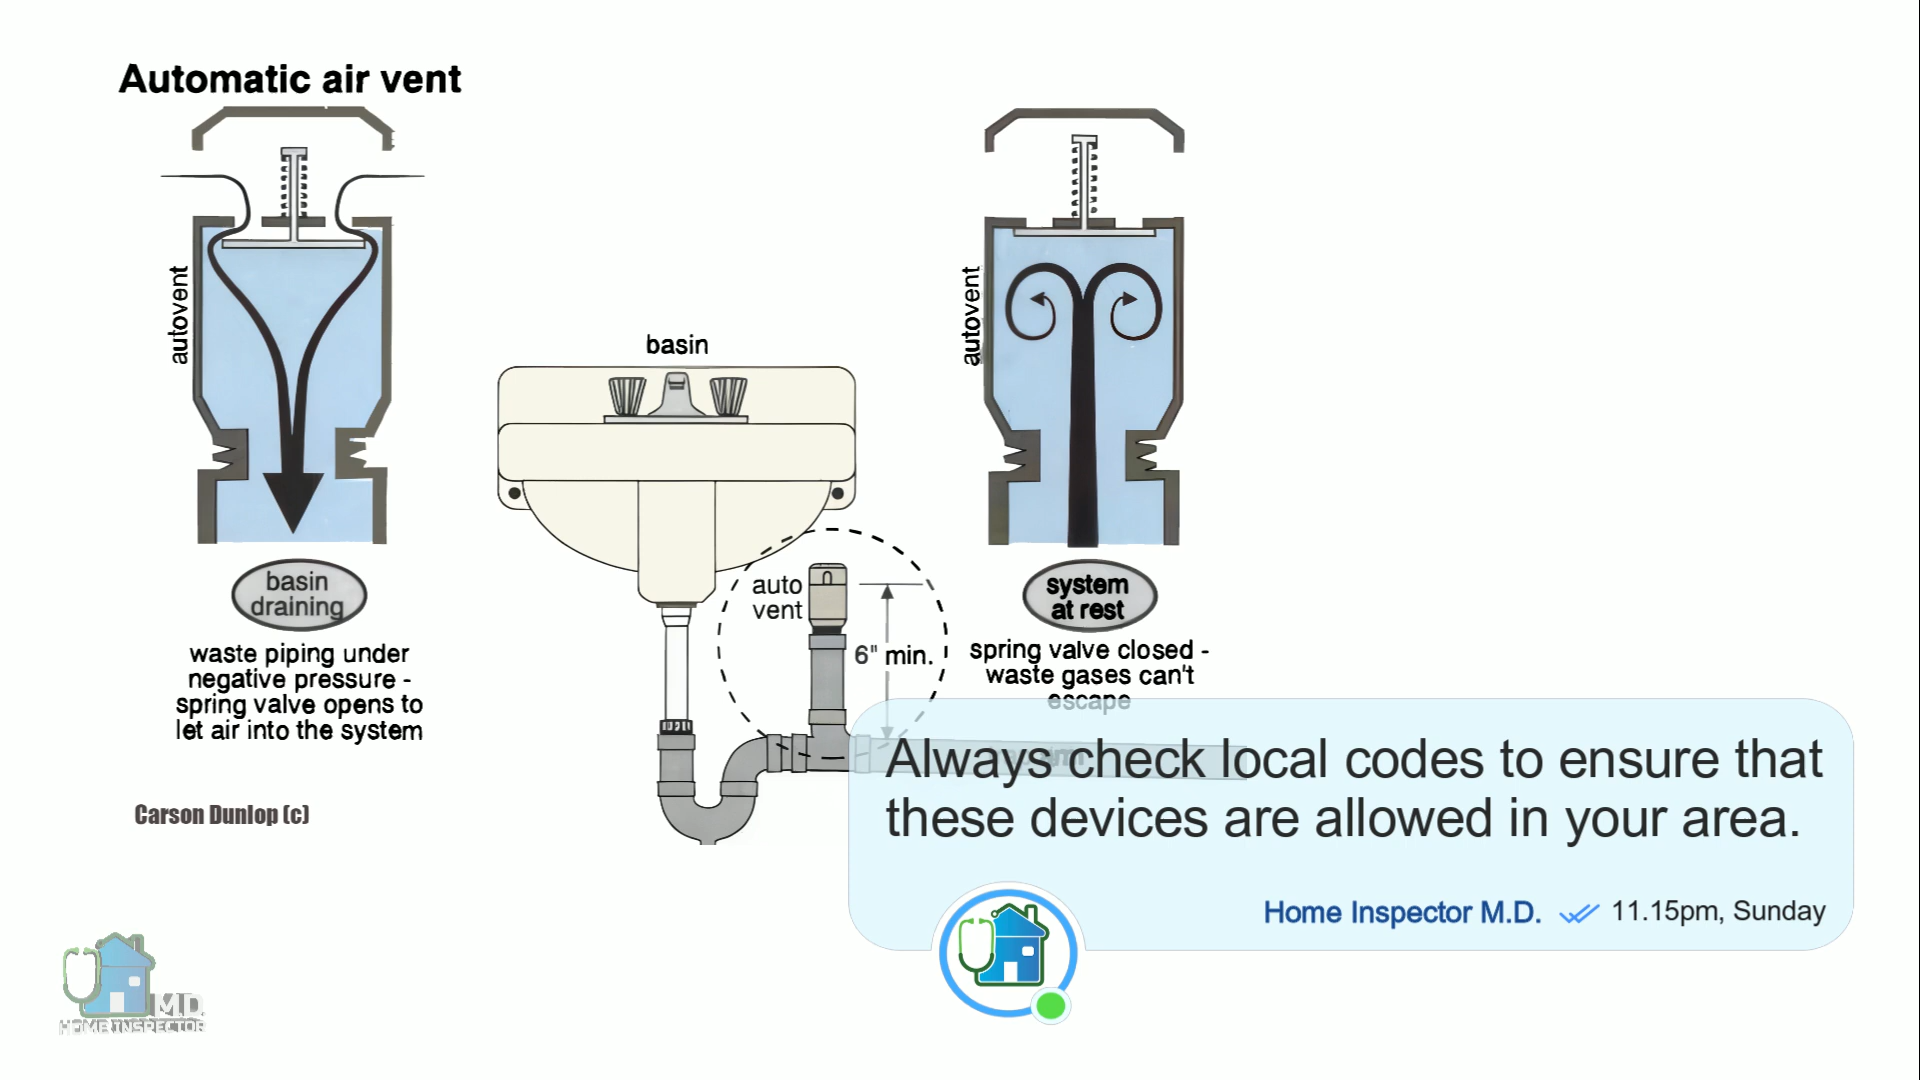 Automatic air vent
autovent
basin
draining
waste piping under
negative pressure -
spring valve opens to
let air into the system
basin
auto
vent
6" min.
autovent
system
at rest
spring valve closed -
waste gases can't
escape
Always check local codes to ensure that
these devices are allowed in your area.
Home Inspector M.D. 11.15pm, Sunday
Carson Dunlop (c)
M.D.
HOME INSPECTOR